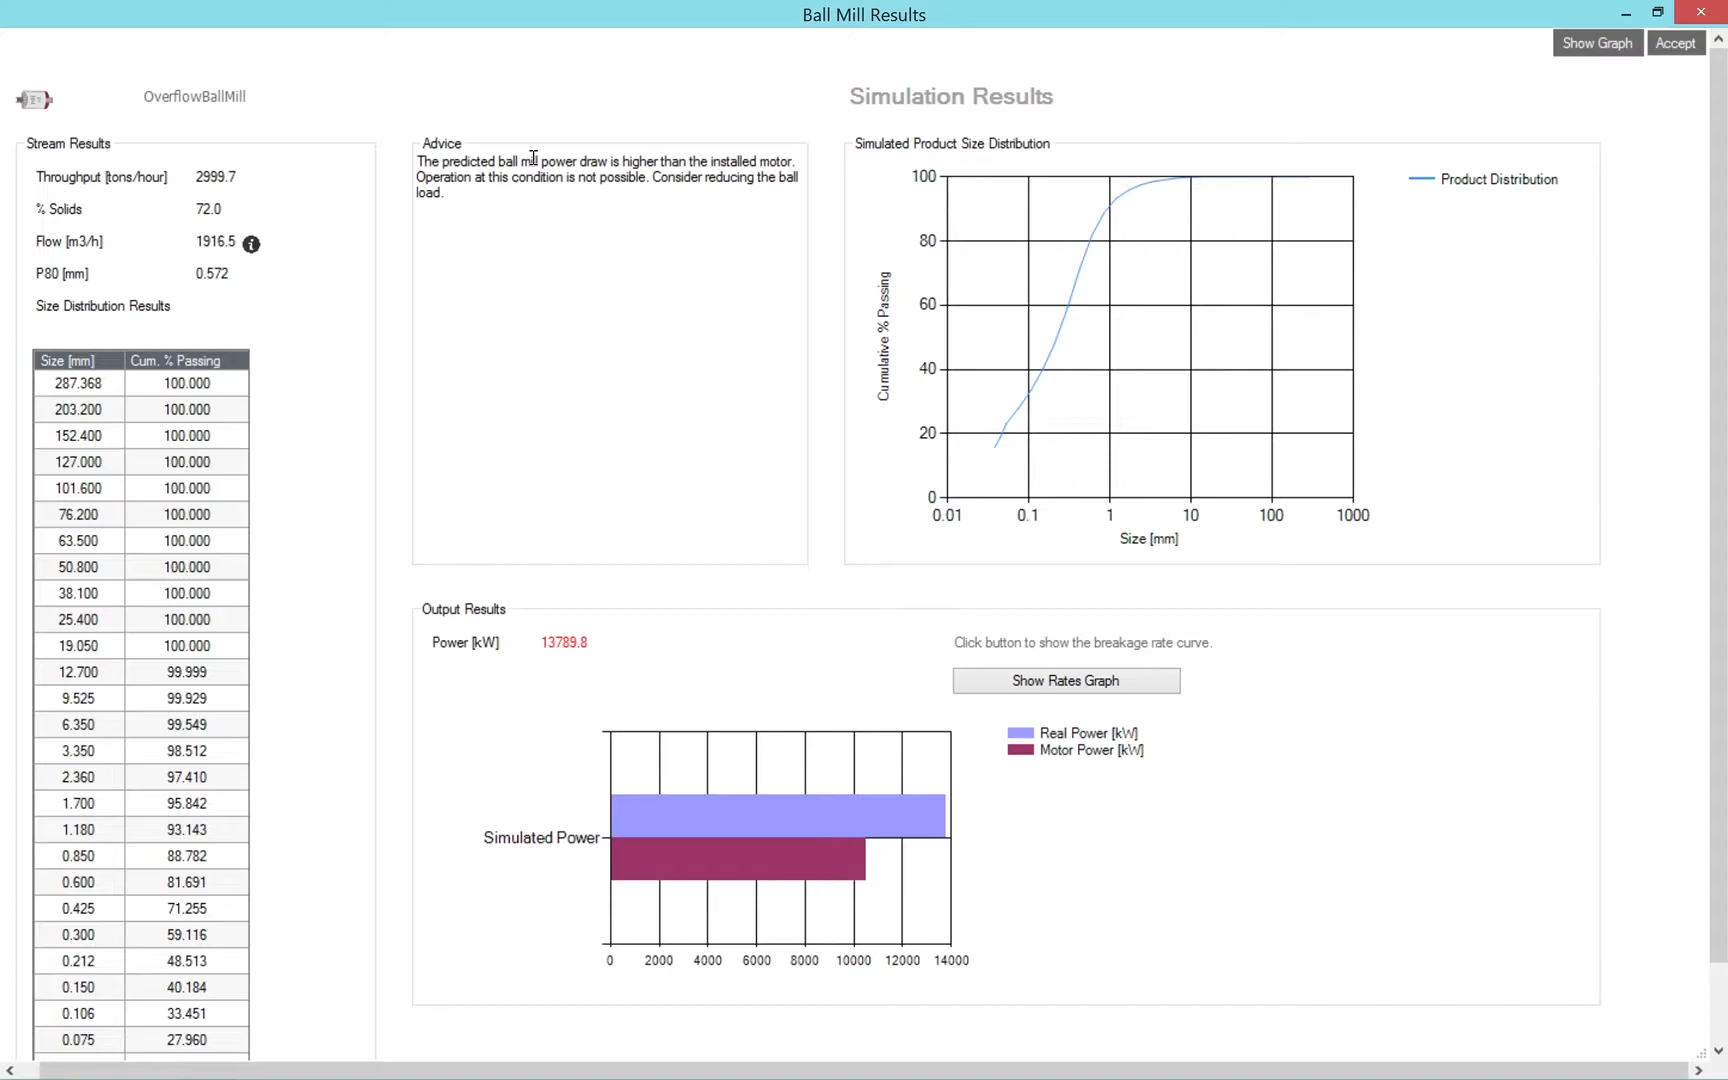 Ball Mill Results
Show Graph Accept
OverflowBallMill
Simulation Results
Stream Results
Throughput [tons/hour] 2999.7
% Solids 72.0
Flow [m3/h] 1916.5
P80 [mm] 0.572
Size Distribution Results
Size [mm] Cum. % Passing
287.368 100.000
203.200 100.000
152.400 100.000
127.000 100.000
101.600 100.000
76.200 100.000
63.500 100.000
50.800 100.000
38.100 100.000
25.400 100.000
19.050 100.000
12.700 99.999
9.525 99.929
6.350 99.549
3.350 98.512
2.360 97.410
1.700 95.842
1.180 93.143
0.850 88.782
0.600 81.691
0.425 71.255
0.300 59.116
0.212 48.513
0.150 40.184
0.106 33.451
0.075 27.960
Advice
The predicted ball mill power draw is higher than the installed motor.
Operation at this condition is not possible. Consider reducing the ball
load.
Simulated Product Size Distribution
100
80
60
40
20
0
Cumulative % Passing
0.01 0.1 1 10 100 1000
Size [mm]
Product Distribution
Output Results
Power [kW] 13789.8
Click button to show the breakage rate curve.
Show Rates Graph
Real Power [kW]
Motor Power [kW]
Simulated Power
0 2000 4000 6000 8000 10000 12000 14000